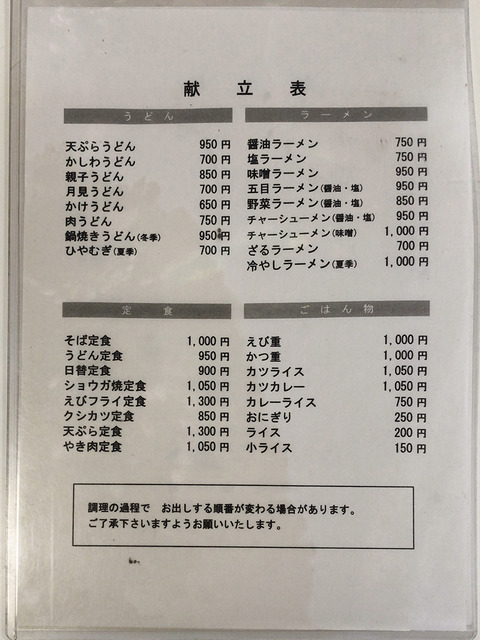 献立表
うどん
天ぷらうどん 950円
かしわうどん 700円
親子うどん 850円
月見うどん 700円
かけうどん 650円
肉うどん 750円
鍋焼きうどん(冬季) 950円
ひやむぎ(夏季) 700円
ラーメン
醤油ラーメン 750円
塩ラーメン 750円
味噌ラーメン 950円
五目ラーメン(醤油・塩) 950円
野菜ラーメン(醤油・塩) 850円
チャーシューメン(醤油・塩) 950円
チャーシューメン(味噌) 1,000円
ざるラーメン 700円
冷やしラーメン(夏季) 1,000円
定食
そば定食 1,000円
うどん定食 950円
日替定食 900円
ショウガ焼定食 1,050円
えびフライ定食 1,300円
クシカツ定食 850円
天ぷら定食 1,300円
やき肉定食 1,050円
ごはん物
えび重 1,000円
かつ重 1,000円
カツライス 1,050円
カツカレー 1,050円
カレーライス 750円
おにぎり 250円
ライス 200円
小ライス 150円
調理の過程で お出しする順番が変わる場合があります。
ご了承下さいますようお願いいたします。